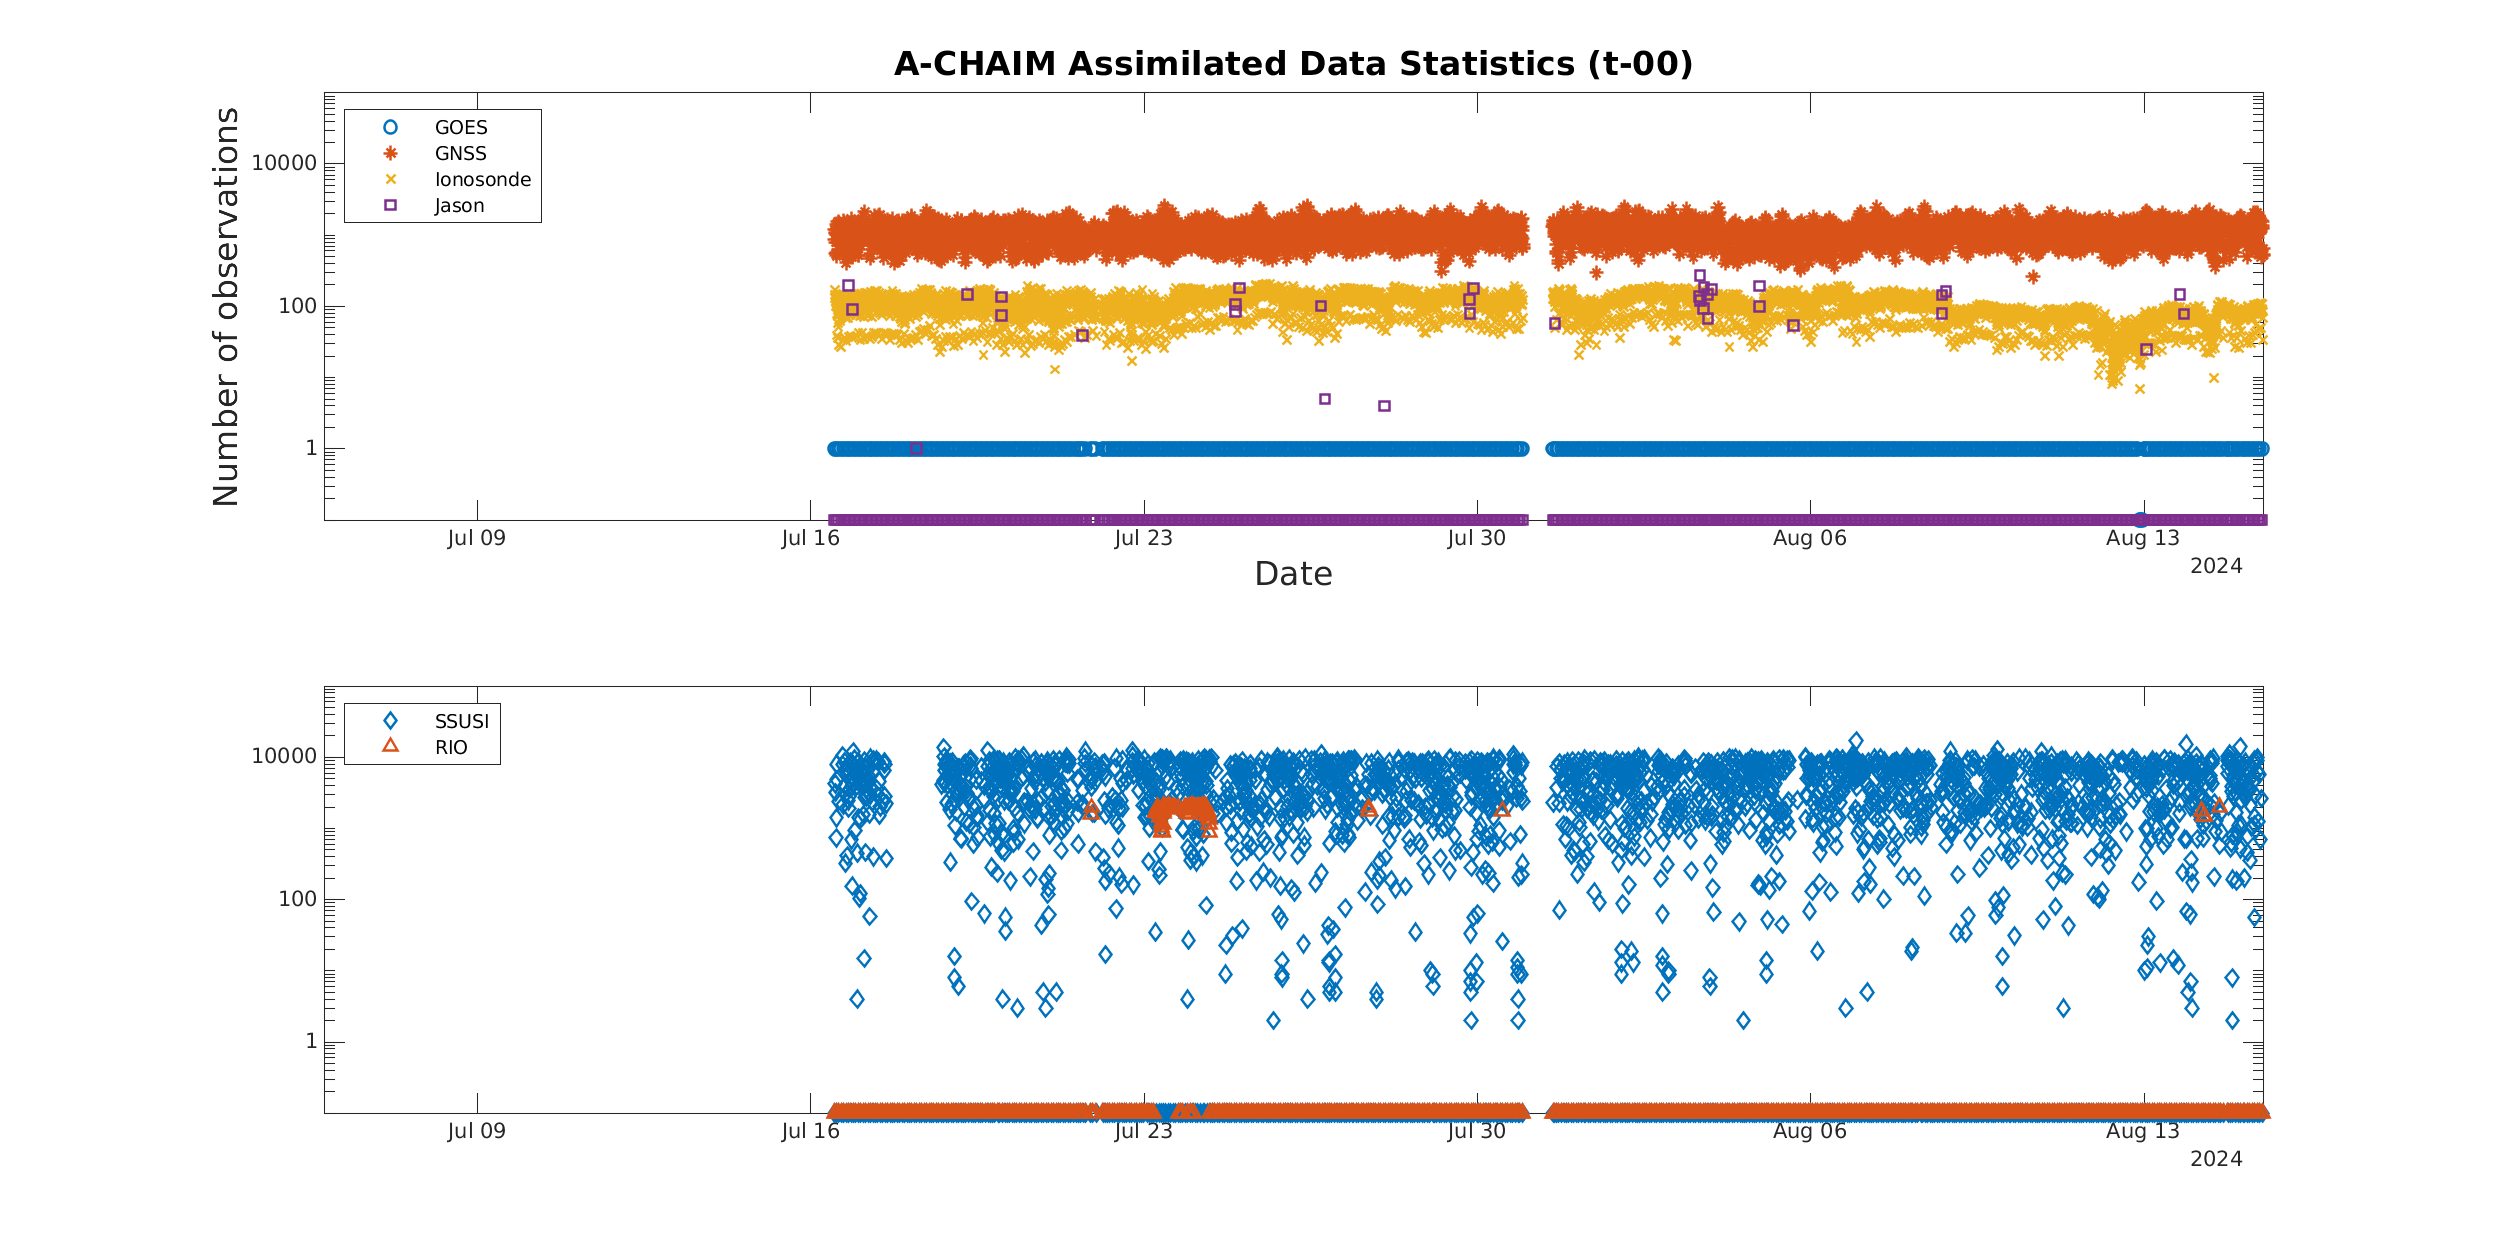 A-CHAIM Assimilated Data Statistics (t-00)
Number of observations
10000
100
1
GOES
GNSS
Ionosonde
Jason
Jul 09
Jul 16
Jul 23
Jul 30
Aug 06
Aug 13
2024
Date
10000
100
1
SSUSI
RIO
Jul 09
Jul 16
Jul 23
Jul 30
Aug 06
Aug 13
2024